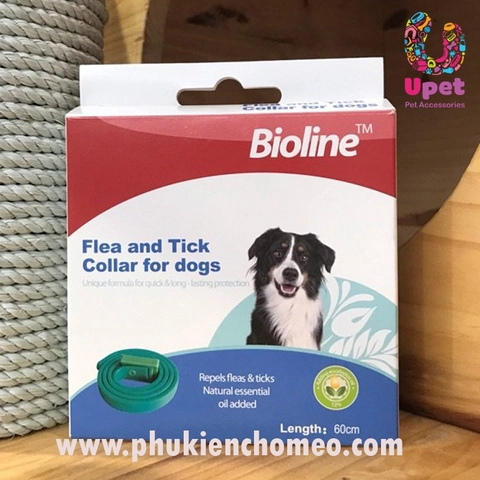 Upet
Pet Accessories
Flea and Tick
Collar for dogs
Bioline™
Flea and Tick
Collar for dogs
Unique formula for quick & long - lasting protection
Repels fleas & ticks
Natural essential
oil added
Length: 60cm
www.phukienchomeo.com